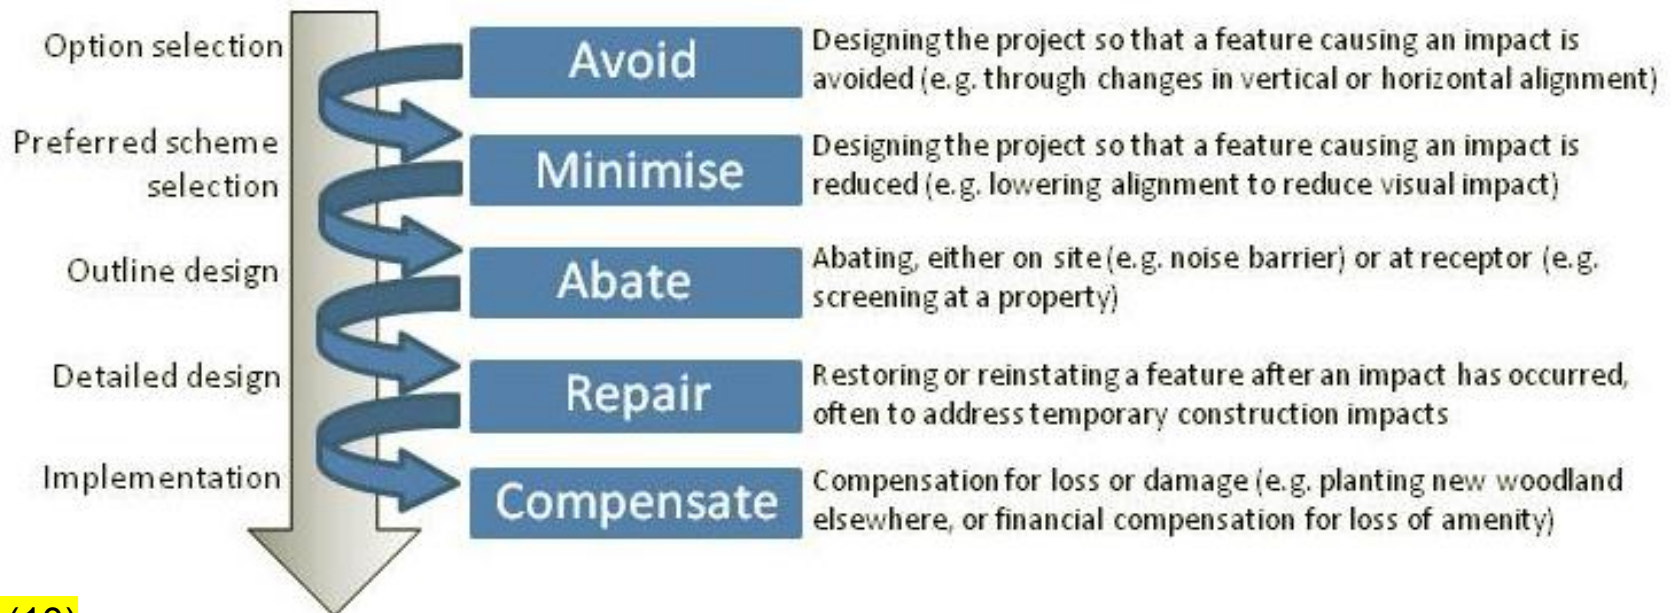 Option selection
Avoid
Designing the project so that a feature causing an impact is
avoided (e.g. through changes in vertical or horizontal alignment)
Preferred scheme
selection
Minimise
Designing the project so that a feature causing an impact is
reduced (e.g. lowering alignment to reduce visual impact)
Outline design
Abate
Abating, either on site (e.g. noise barrier) or at receptor (e.g.
screening at a property)
Detailed design
Repair
Restoring or reinstating a feature after an impact has occurred,
often to address temporary construction impacts
Implementation
Compensate
Compensation for loss or damage (e.g. planting new woodland
elsewhere, or financial compensation for loss of amenity)